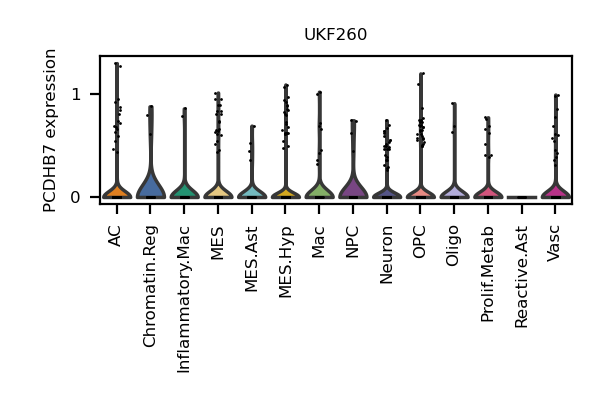 UKF260
PCDHB7 expression
1
0
AC
Chromatin.Reg
Inflammatory.Mac
MES
MES.Ast
MES.Hyp
Mac
NPC
Neuron
OPC
Oligo
Prolif.Metab
Reactive.Ast
Vasc